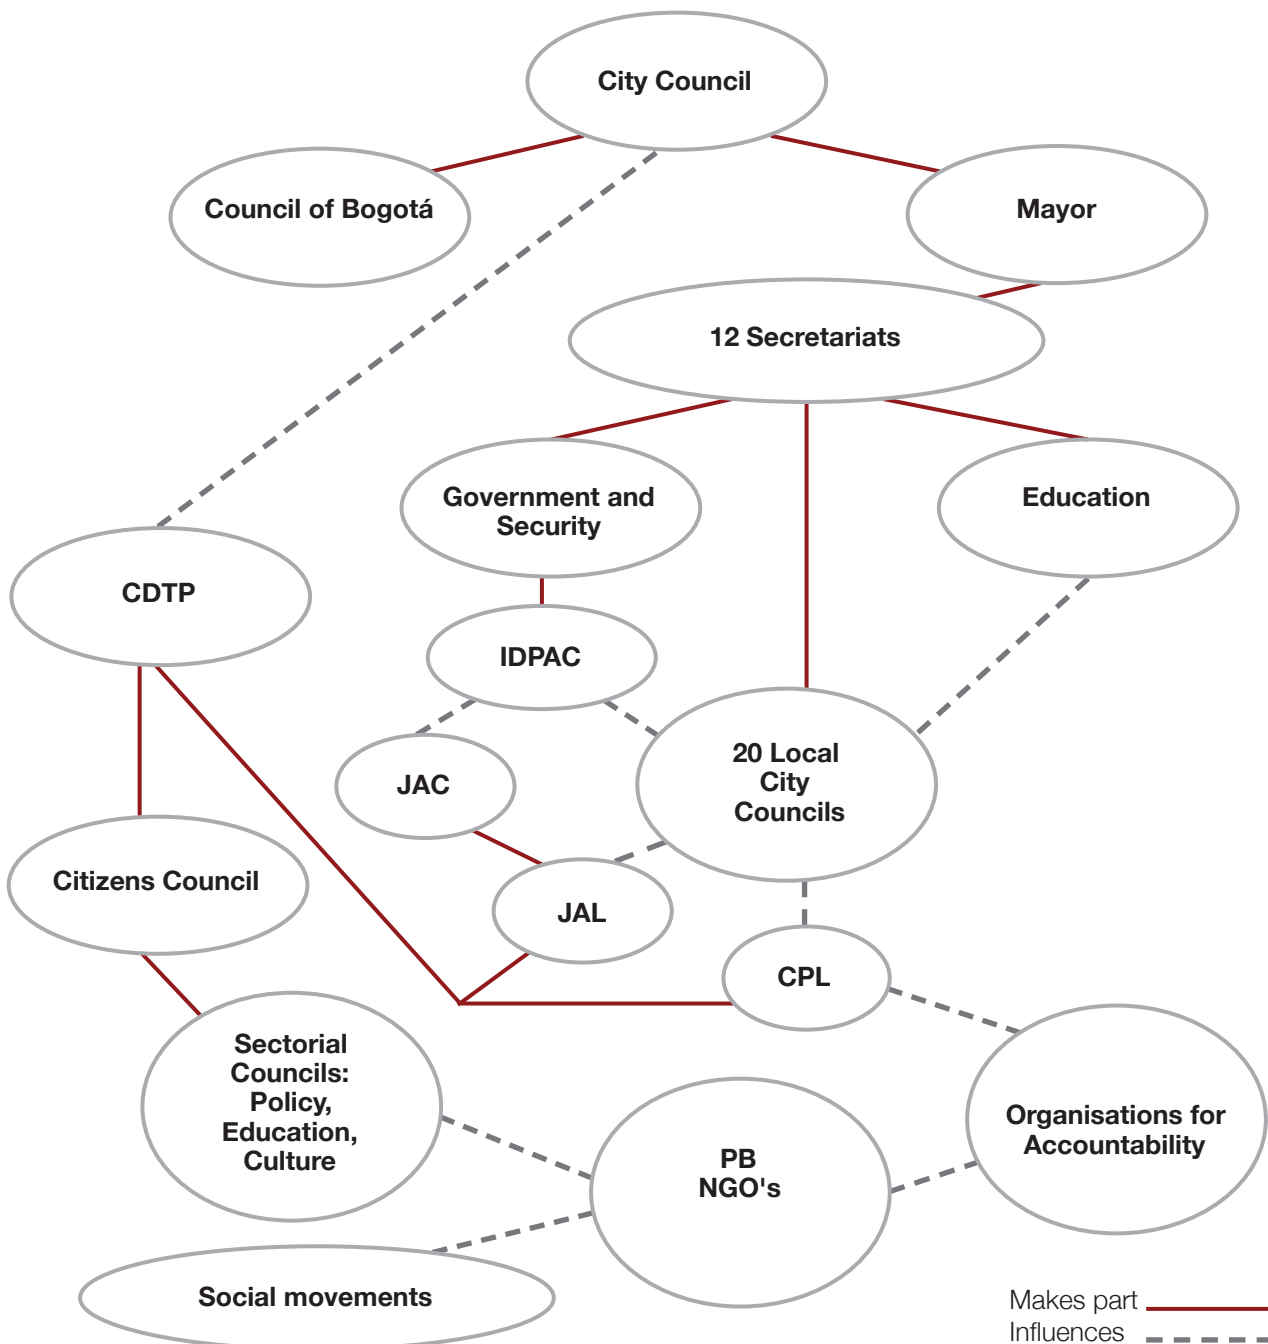 City Council
Council of Bogotá
Mayor
12 Secretariats
Government and
Security
Education
CDTP
IDPAC
20 Local
City
Councils
JAC
Citizens Council
JAL
CPL
Sectorial
Councils:
Policy,
Education,
Culture
PB
NGO's
Organisations for
Accountability
Social movements
Makes part
Influences